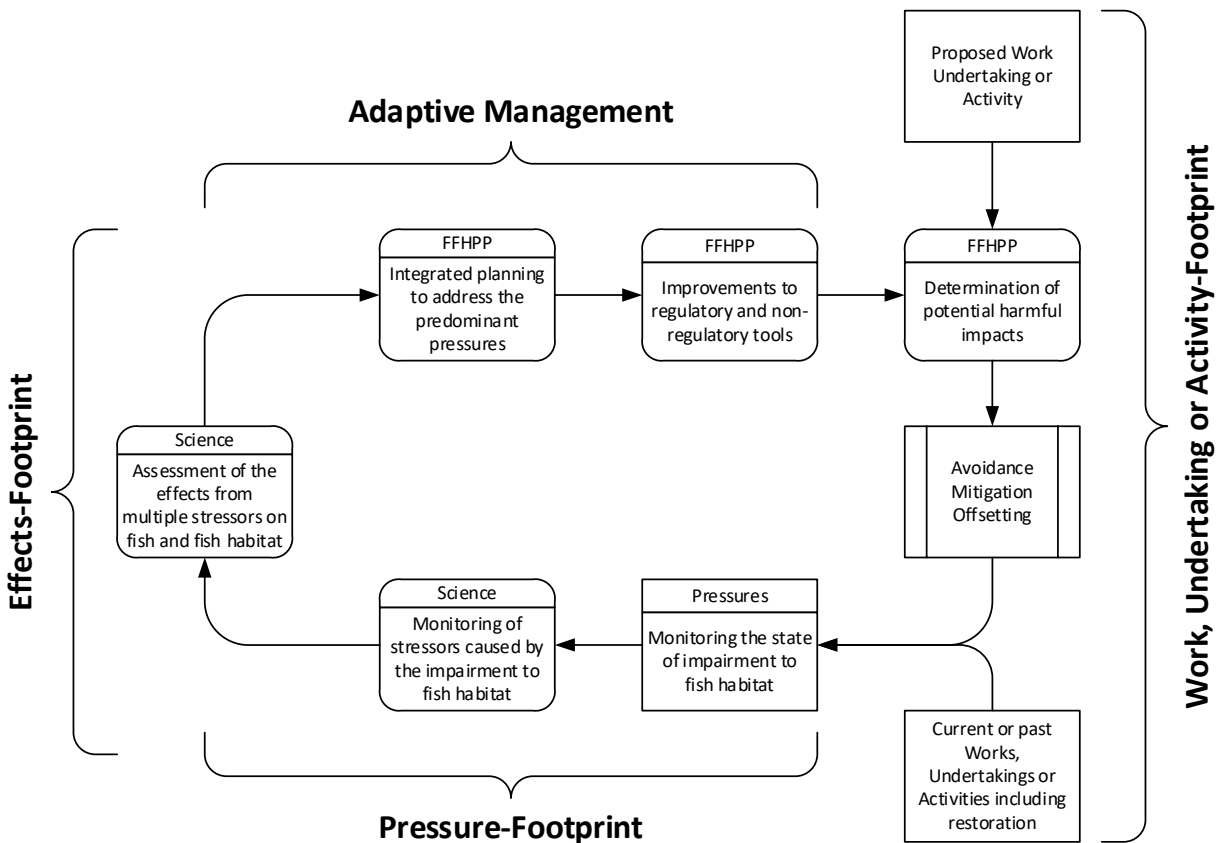 Proposed Work
Undertaking or
Activity
Adaptive Management
FFHPP
Integrated planning
to address the
predominant
pressures
FFHPP
Improvements to
regulatory and non-
regulatory tools
FFHPP
Determination of
potential harmful
impacts
Science
Assessment of the
effects from
multiple stressors on
fish and fish habitat
Avoidance
Mitigation
Offsetting
Science
Monitoring of
stressors caused by
the impairment to
fish habitat
Pressures
Monitoring the state
of impairment to
fish habitat
Current or past
Works,
Undertakings or
Activities including
restoration
Pressure-Footprint
Effects-Footprint
Work, Undertaking or Activity-Footprint